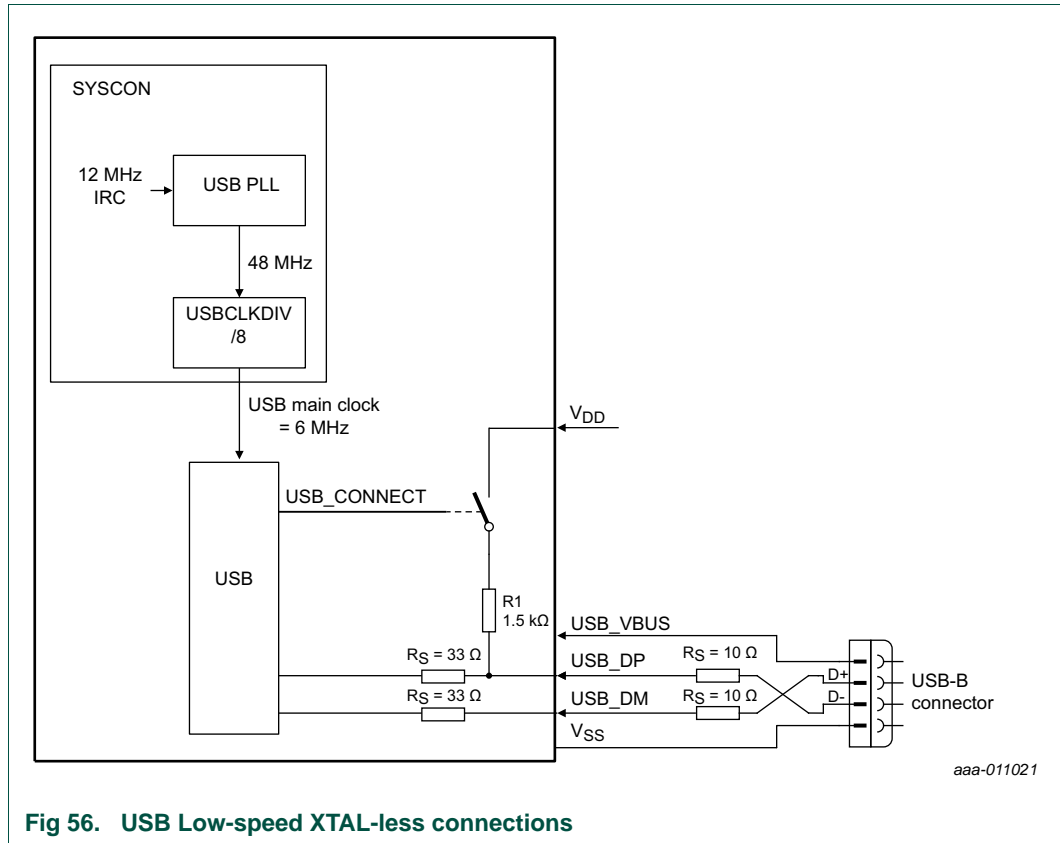 SYSCON
12 MHz
IRC
USB PLL
48 MHz
USBCLKDIV
/8
USB main clock
= 6 MHz
VDD
USB_CONNECT
USB
R1
1.5 kΩ
USB_VBUS
RS = 33 Ω
USB_DP
RS = 10 Ω
D+
USB-B
connector
RS = 33 Ω
USB_DM
RS = 10 Ω
D-
VSS
aaa-011021
Fig 56. USB Low-speed XTAL-less connections